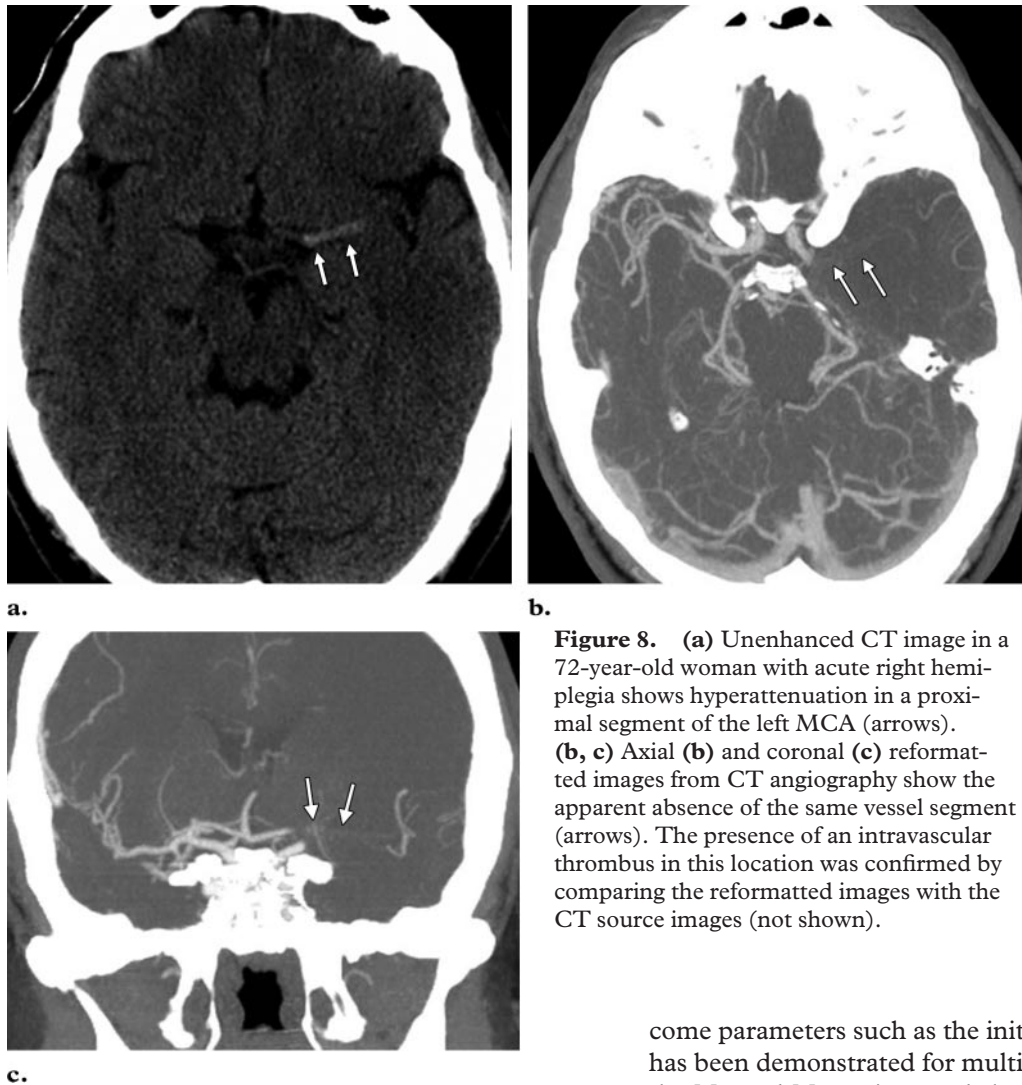 a.
b.
Figure 8. (a) Unenhanced CT image in a
72-year-old woman with acute right hemi-
plegia shows hyperattenuation in a proxi-
mal segment of the left MCA (arrows).
(b, c) Axial (b) and coronal (c) reformat-
ted images from CT angiography show the
apparent absence of the same vessel segment
(arrows). The presence of an intravascular
thrombus in this location was confirmed by
comparing the reformatted images with the
CT source images (not shown).
c.
come parameters such as the init
has been demonstrated for multi